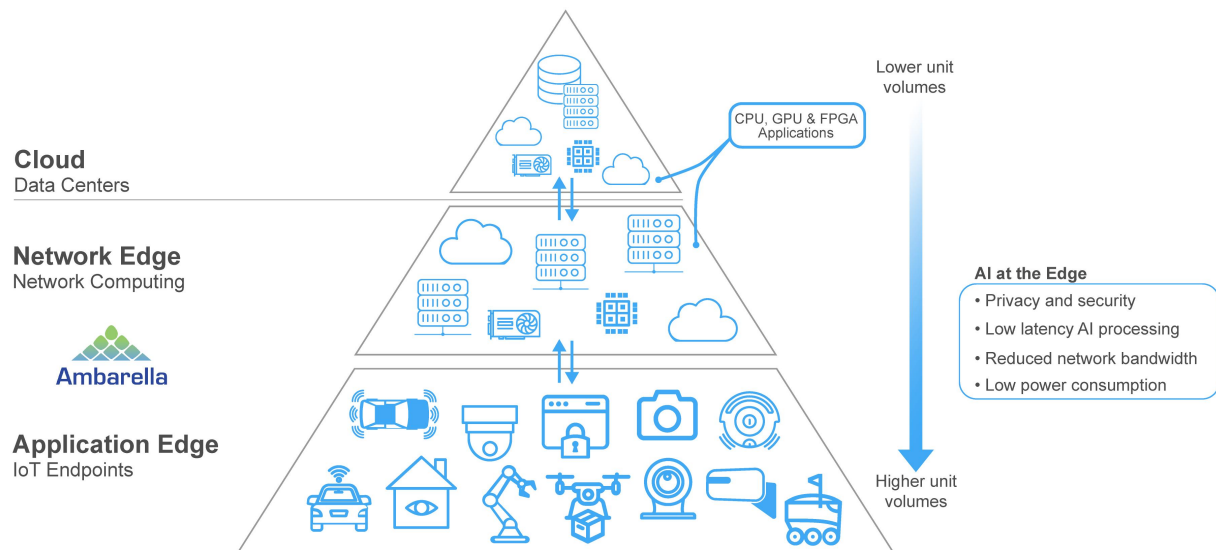 Lower unit
volumes
CPU, GPU & FPGA
Applications
Cloud
Data Centers
Network Edge
Network Computing
AI at the Edge
• Privacy and security
• Low latency AI processing
• Reduced network bandwidth
• Low power consumption
Ambarella
Application Edge
IoT Endpoints
Higher unit
volumes